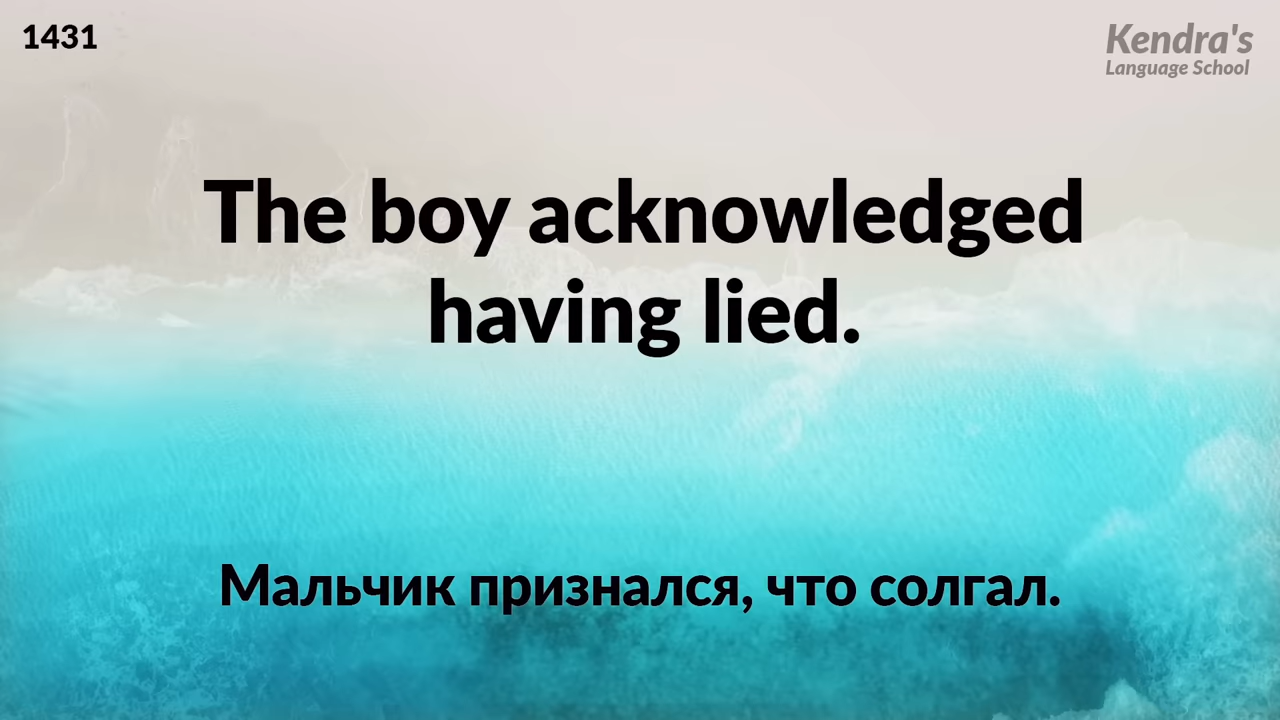 1431
Kendra's
Language School
The boy acknowledged
having lied.
Мальчик признался, что солгал.